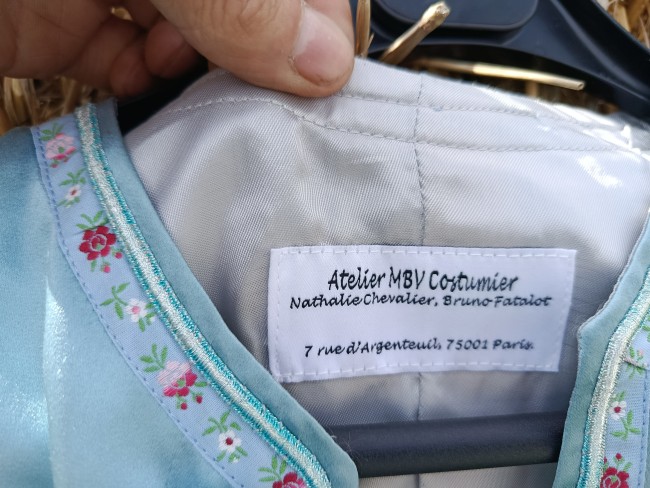 Atelier MBV Costumier
Nathalie Chevalier, Bruno Fatalot
7 rue d'Argenteuil, 75001 Paris.